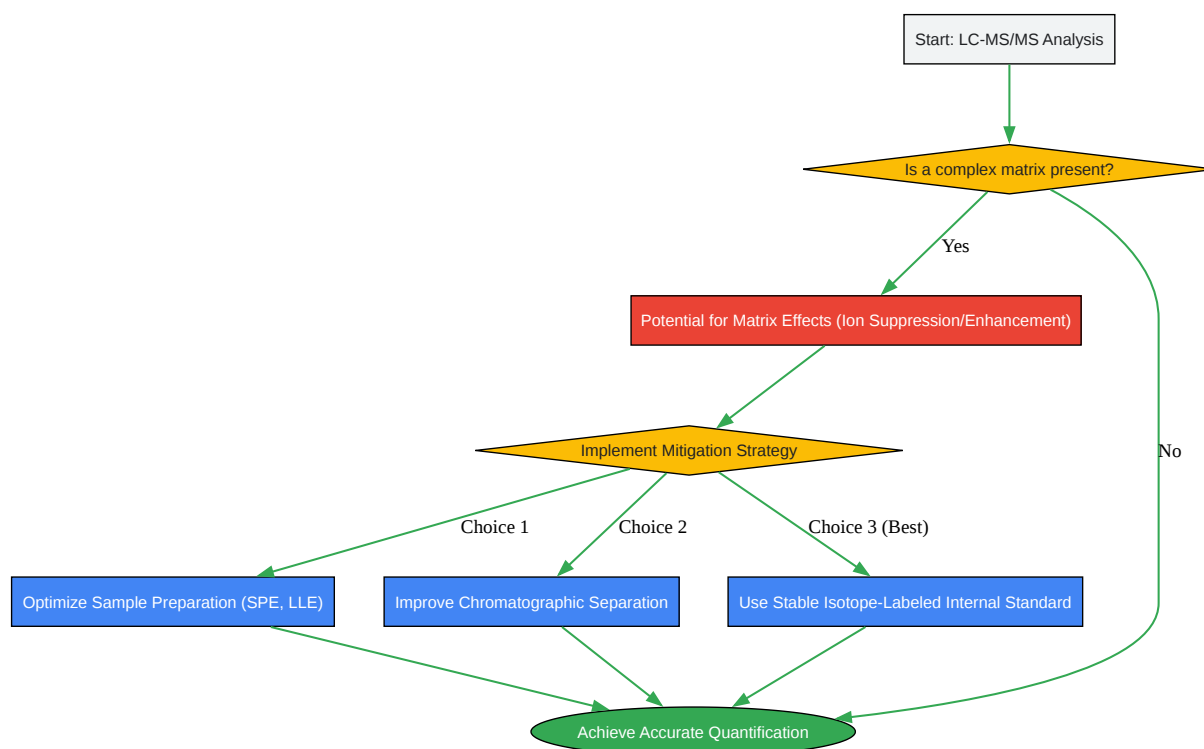 Start: LC-MS/MS Analysis
Is a complex matrix present?
Yes
Potential for Matrix Effects (Ion Suppression/Enhancement)
Implement Mitigation Strategy
No
Choice 1
Choice 2
Choice 3 (Best)
Optimize Sample Preparation (SPE, LLE)
Improve Chromatographic Separation
Use Stable Isotope-Labeled Internal Standard
Achieve Accurate Quantification